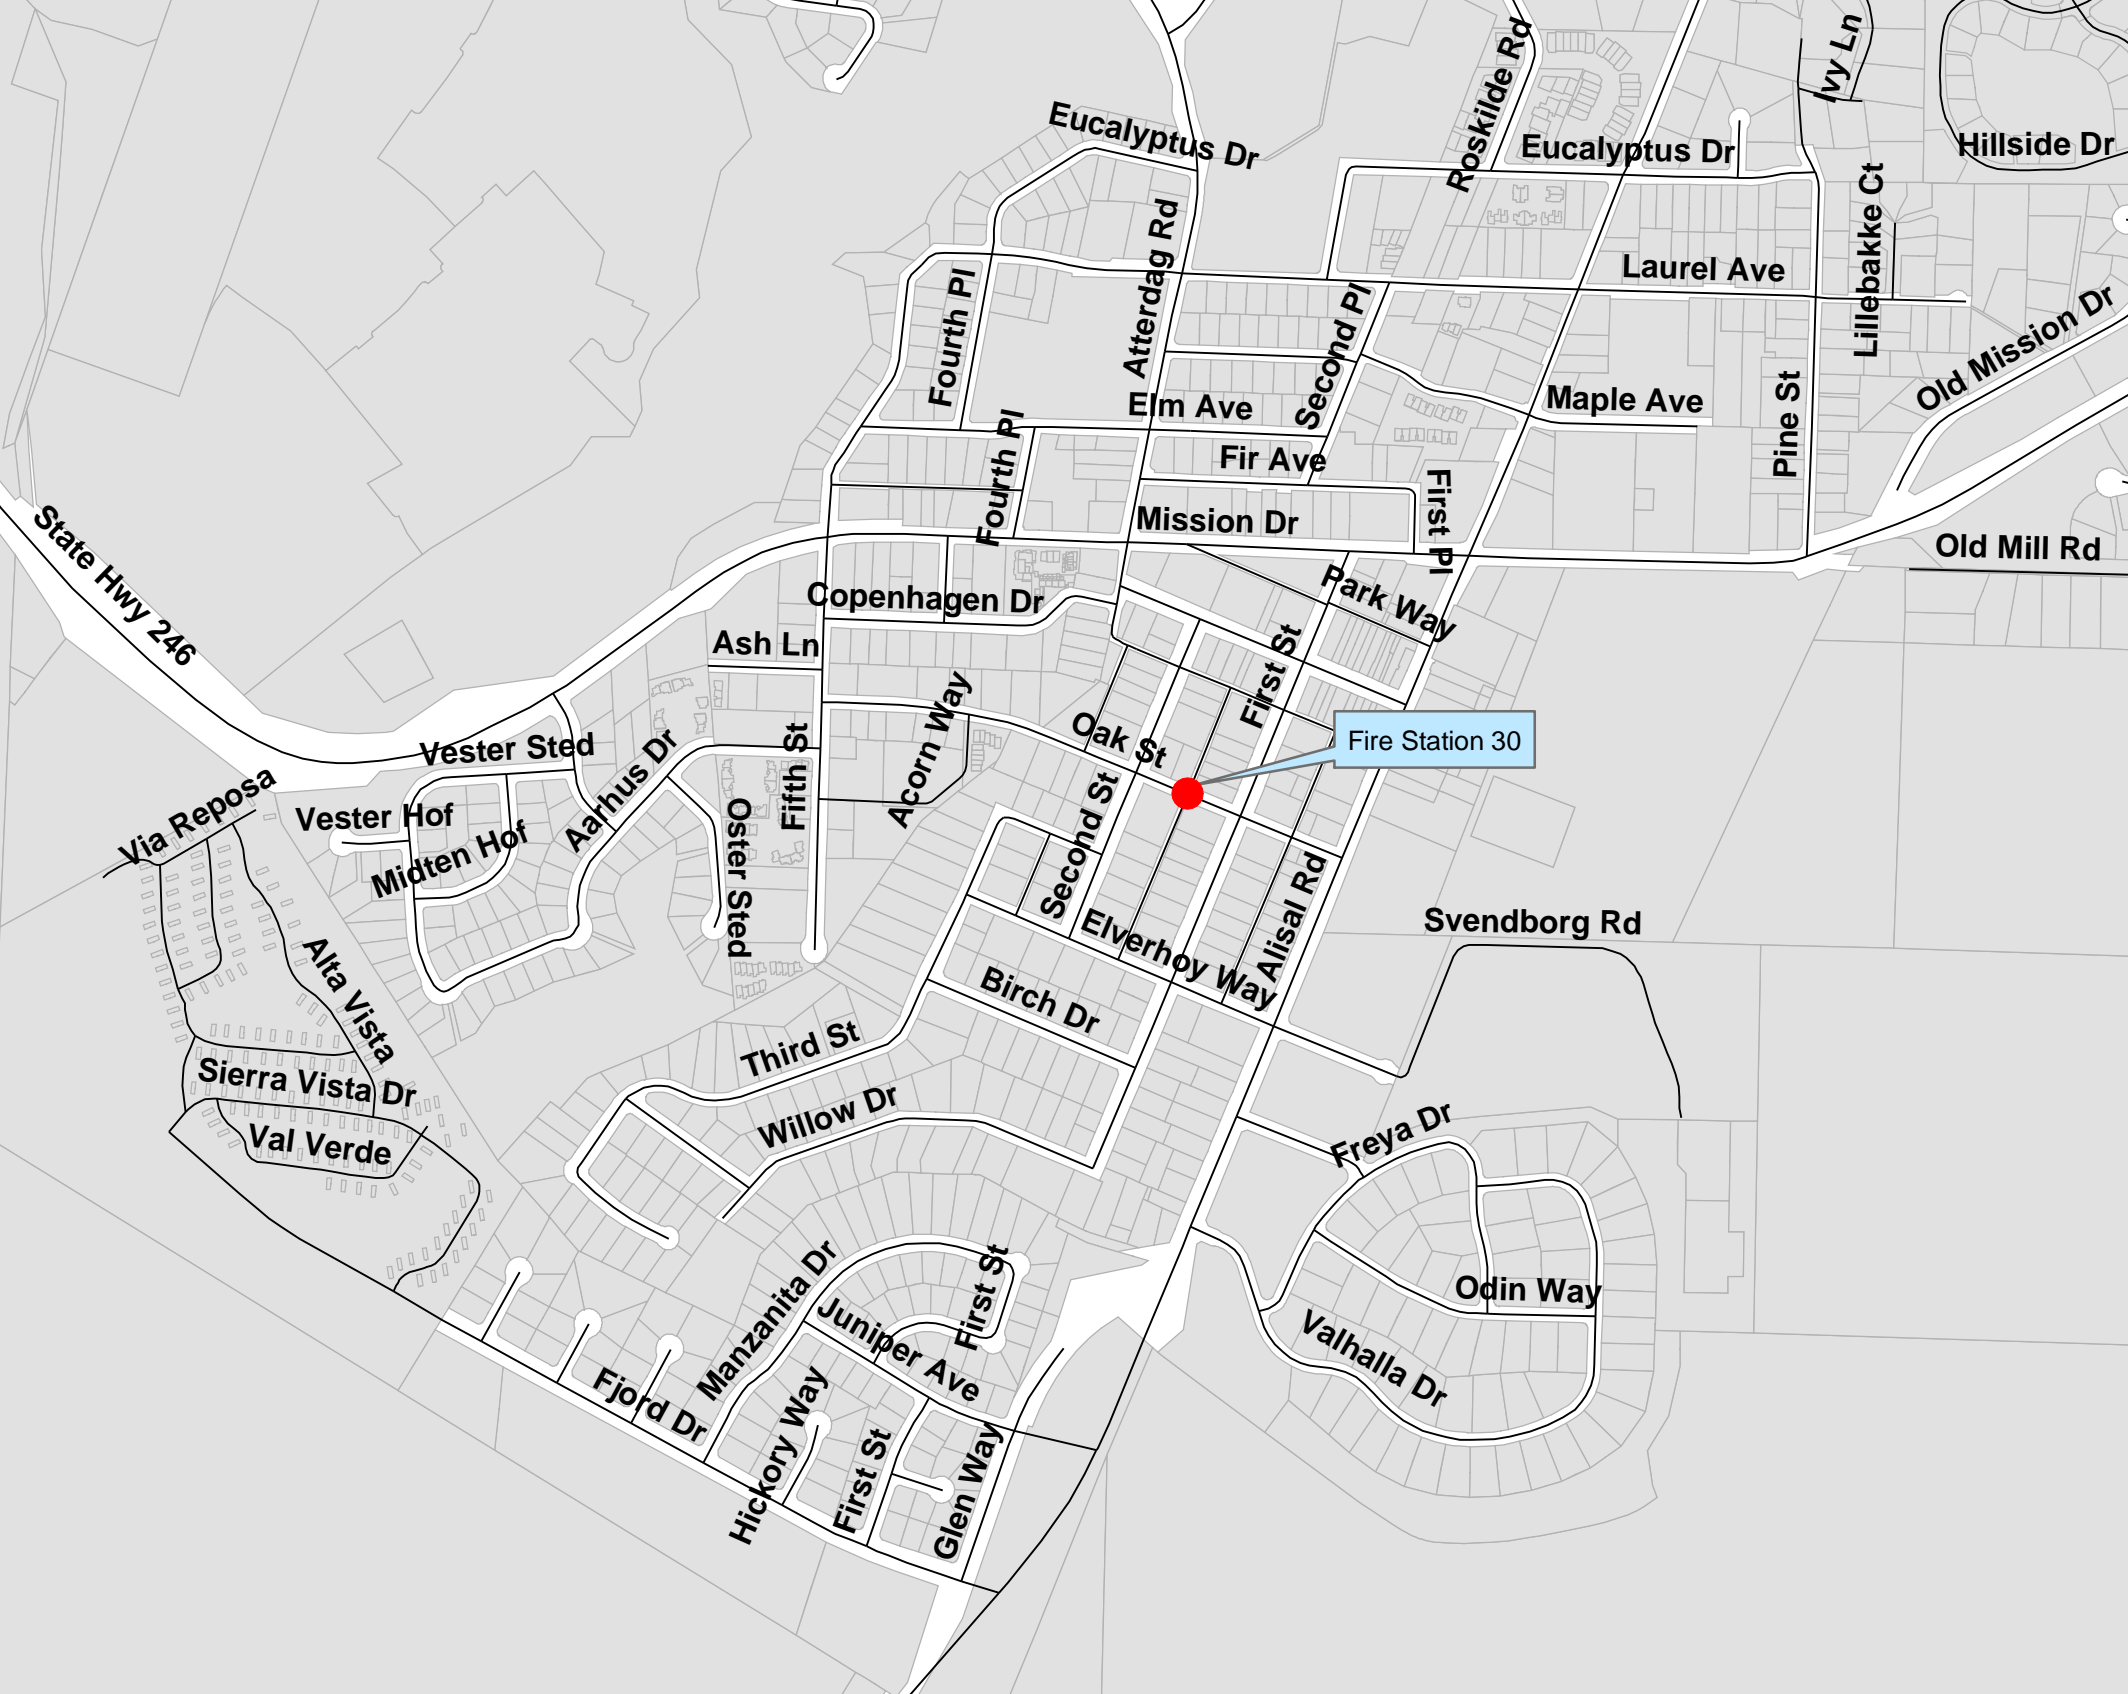 Ivy Ln
Roskilde Rd
Eucalyptus Dr
Eucalyptus Dr
Hillside Dr
Atterdag Rd
Lillebakke Ct
Laurel Ave
Fourth Pl
Second Pl
Old Mission Dr
Elm Ave
Maple Ave
Pine St
Fourth Pl
Fir Ave
First Pl
State Hwy 246
Mission Dr
Old Mill Rd
Copenhagen Dr
Park Way
Ash Ln
First St
Acorn Way
Oak St
Fire Station 30
Vester Sted
Aarhus Dr
Fifth St
Via Reposa
Vester Hof
Midten Hof
Oster Sted
Second St
Alisal Rd
Svendborg Rd
Elverhoy Way
Alta Vista
Birch Dr
Third St
Sierra Vista Dr
Willow Dr
Val Verde
Freya Dr
Manzanita Dr
First St
Odin Way
Juniper Ave
Valhalla Dr
Fjord Dr
Hickory Way
First St
Glen Way